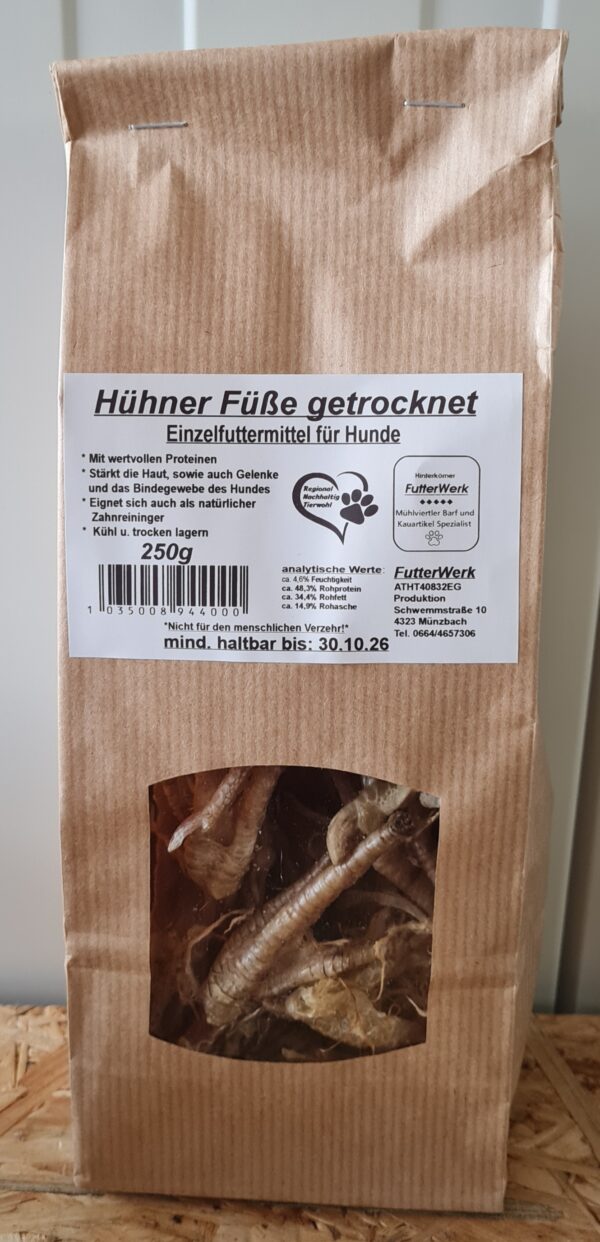 Hühner Füße getrocknet
Einzelfuttermittel für Hunde
* Mit wertvollen Proteinen
* Stärkt die Haut, sowie auch Gelenke
und das Bindegewebe des Hundes
* Eignet sich auch als natürlicher
Zahnreininger
* Kühl u. trocken lagern
250g
1 035008 944000
Regional
Nachhaltig
Tierwohl
Hinterkörner
FutterWerk
Mühlviertler Barf und
Kauartikel Spezialist
analytische Werte:
ca. 4,6% Feuchtigkeit
ca. 48,3% Rohprotein
ca. 34,4% Rohfett
ca. 14,9% Rohasche
FutterWerk
ATHT40832EG
Produktion
Schwemmstraße 10
4323 Münzbach
Tel. 0664/4657306
*Nicht für den menschlichen Verzehr!*
mind. haltbar bis: 30.10.26